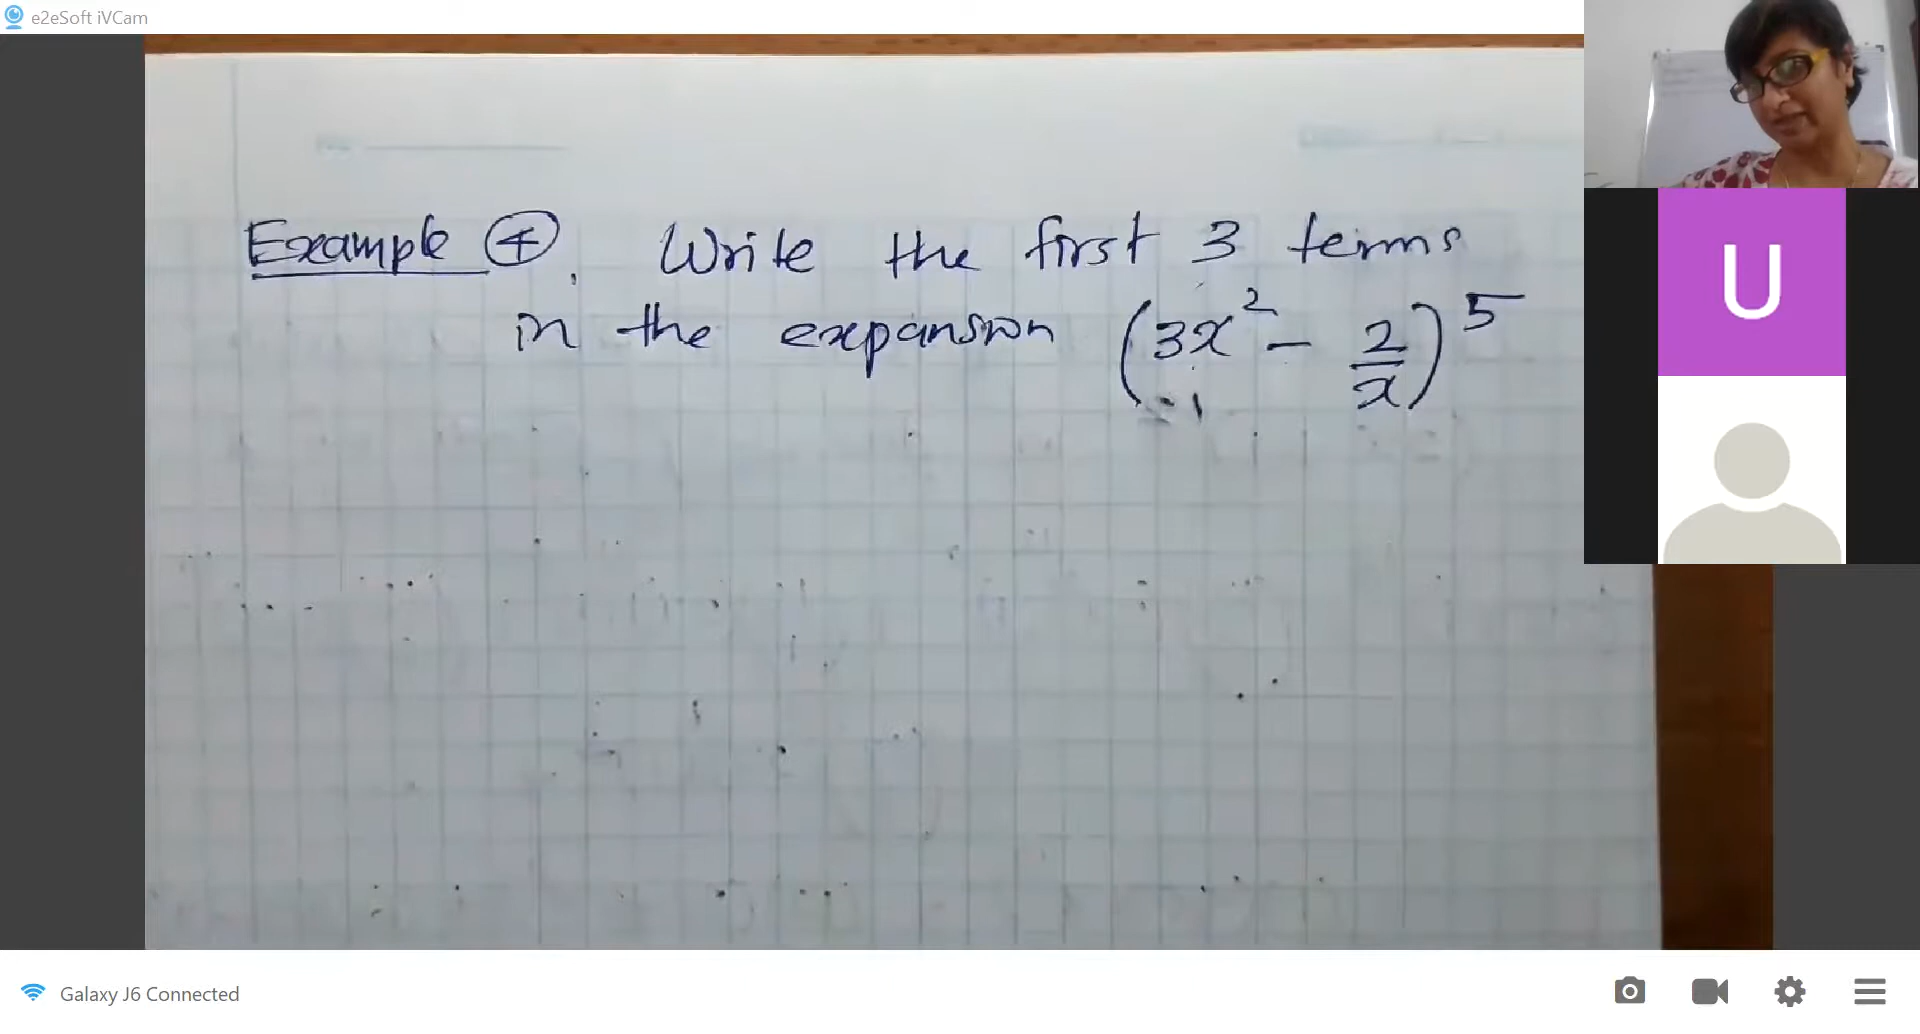 e2eSoft iVCam
Example ④. Write the first 3 terms
in the expansion (3x² - 2/x)⁵
U
Galaxy J6 Connected